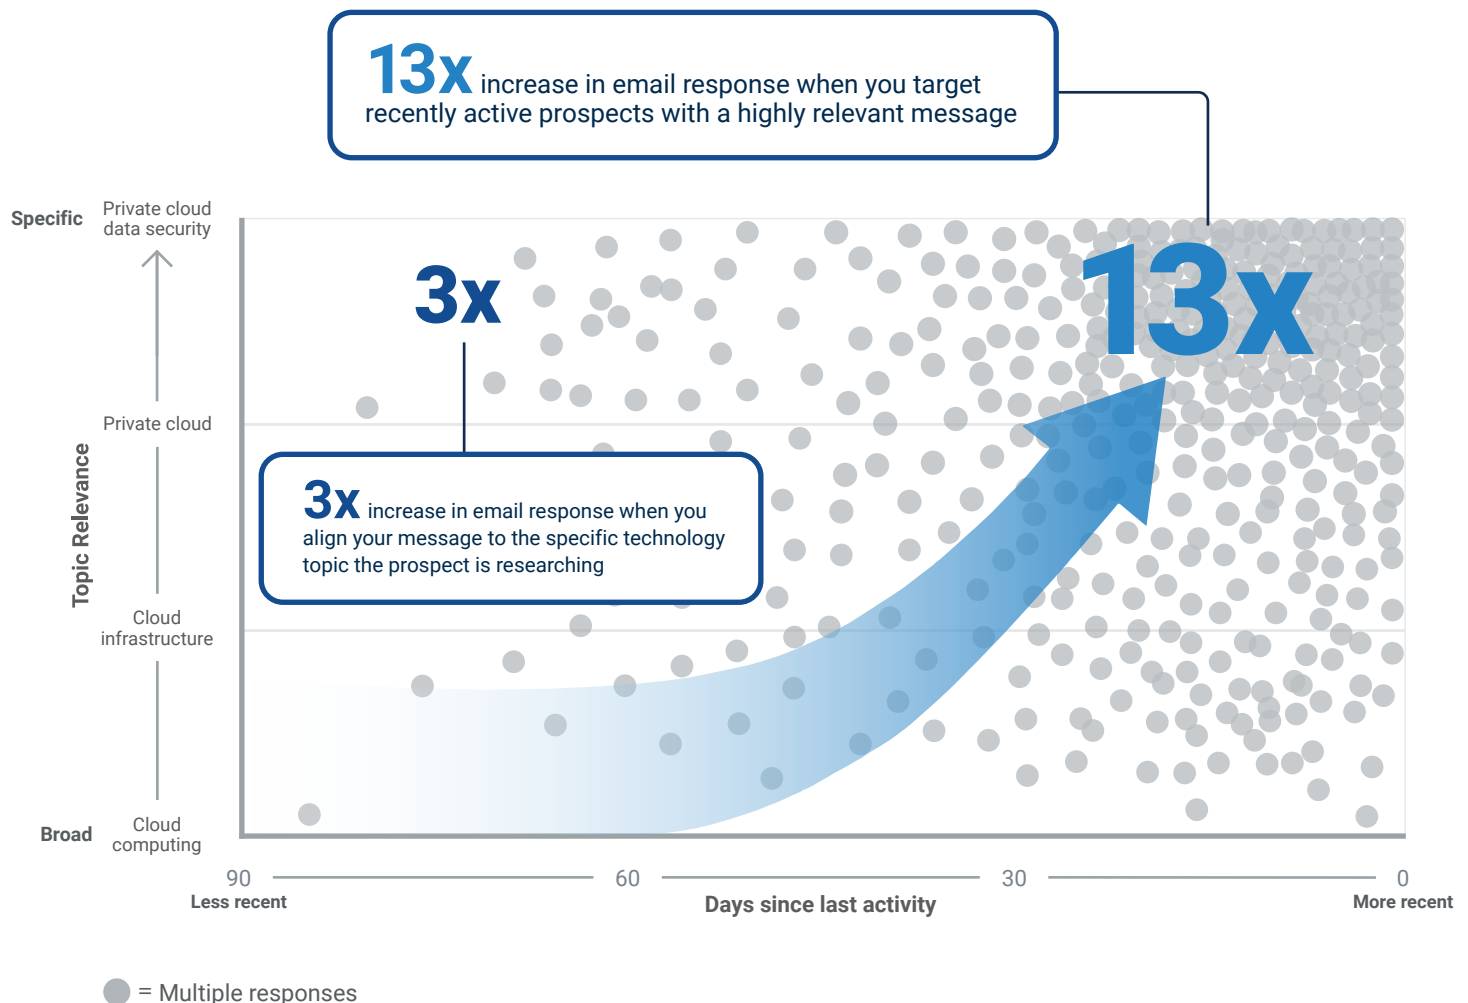 13x increase in email response when you target
recently active prospects with a highly relevant message
Specific
Private cloud
data security
3x
13x
Private cloud
Topic Relevance
3x increase in email response when you
align your message to the specific technology
topic the prospect is researching
Cloud
infrastructure
Broad
Cloud
computing
90
60
30
0
Less recent
Days since last activity
More recent
= Multiple responses